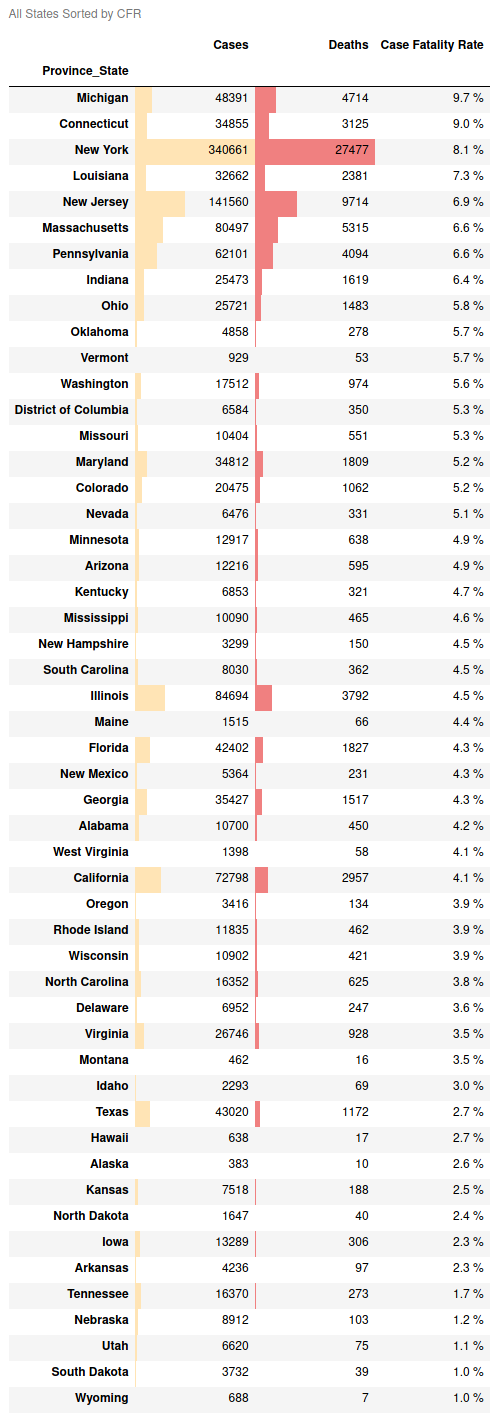 All States Sorted by CFR
Cases Deaths Case Fatality Rate
Province_State
Michigan 48391 4714 9.7 %
Connecticut 34855 3125 9.0 %
New York 340661 27477 8.1 %
Louisiana 32662 2381 7.3 %
New Jersey 141560 9714 6.9 %
Massachusetts 80497 5315 6.6 %
Pennsylvania 62101 4094 6.6 %
Indiana 25473 1619 6.4 %
Ohio 25721 1483 5.8 %
Oklahoma 4858 278 5.7 %
Vermont 929 53 5.7 %
Washington 17512 974 5.6 %
District of Columbia 6584 350 5.3 %
Missouri 10404 551 5.3 %
Maryland 34812 1809 5.2 %
Colorado 20475 1062 5.2 %
Nevada 6476 331 5.1 %
Minnesota 12917 638 4.9 %
Arizona 12216 595 4.9 %
Kentucky 6853 321 4.7 %
Mississippi 10090 465 4.6 %
New Hampshire 3299 150 4.5 %
South Carolina 8030 362 4.5 %
Illinois 84694 3792 4.5 %
Maine 1515 66 4.4 %
Florida 42402 1827 4.3 %
New Mexico 5364 231 4.3 %
Georgia 35427 1517 4.3 %
Alabama 10700 450 4.2 %
West Virginia 1398 58 4.1 %
California 72798 2957 4.1 %
Oregon 3416 134 3.9 %
Rhode Island 11835 462 3.9 %
Wisconsin 10902 421 3.9 %
North Carolina 16352 625 3.8 %
Delaware 6952 247 3.6 %
Virginia 26746 928 3.5 %
Montana 462 16 3.5 %
Idaho 2293 69 3.0 %
Texas 43020 1172 2.7 %
Hawaii 638 17 2.7 %
Alaska 383 10 2.6 %
Kansas 7518 188 2.5 %
North Dakota 1647 40 2.4 %
Iowa 13289 306 2.3 %
Arkansas 4236 97 2.3 %
Tennessee 16370 273 1.7 %
Nebraska 8912 103 1.2 %
Utah 6620 75 1.1 %
South Dakota 3732 39 1.0 %
Wyoming 688 7 1.0 %